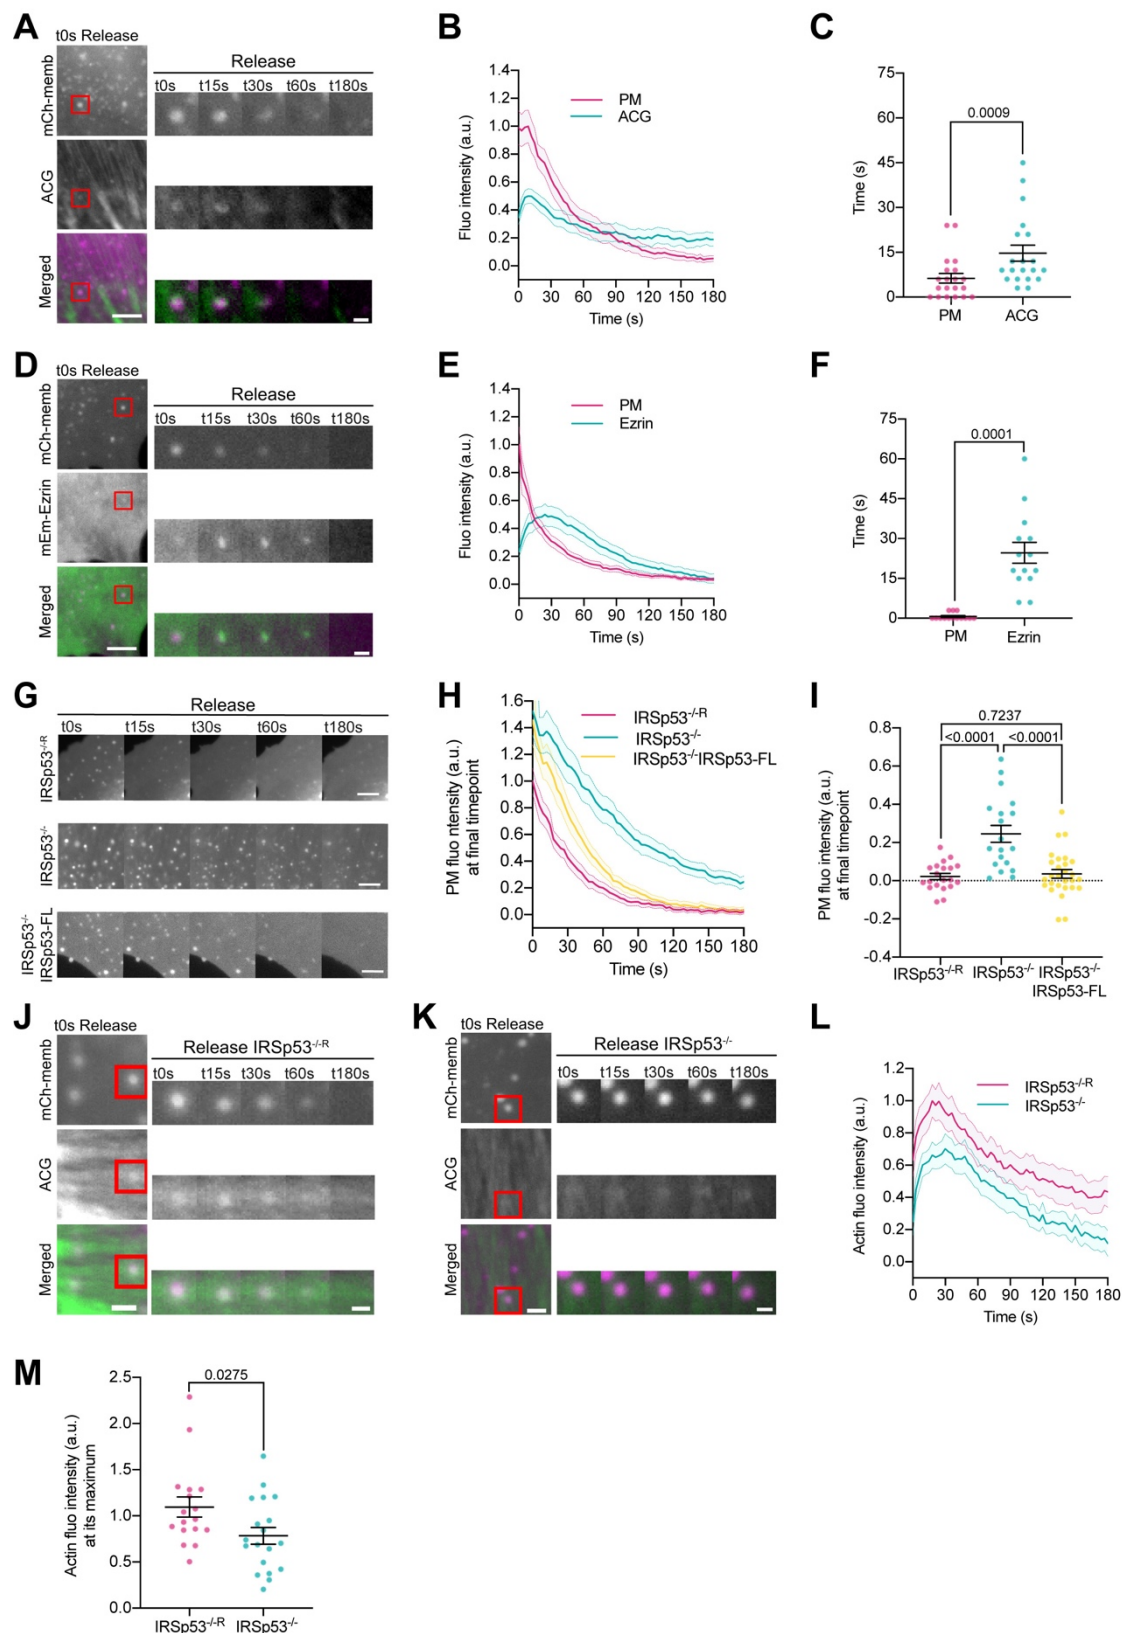 A
t0s Release
Release
t0s t15s t30s t60s t180s
mCh-memb
ACG
Merged
B
Fluo intensity (a.u.)
1.4
1.2
1.0
0.8
0.6
0.4
0.2
0.0
PM
ACG
0 30 60 90 120 150 180
Time (s)
C
Time (s)
75
60
45
30
15
0
0.0009
PM ACG
D
t0s Release
Release
t0s t15s t30s t60s t180s
mCh-memb
mEm-Ezrin
Merged
E
Fluo intensity (a.u.)
1.4
1.2
1.0
0.8
0.6
0.4
0.2
0.0
PM
Ezrin
0 30 60 90 120 150 180
Time (s)
F
Time (s)
75
60
45
30
15
0
0.0001
PM Ezrin
G
Release
t0s t15s t30s t60s t180s
IRSp53-/-R
IRSp53-/-
IRSp53-/-
IRSp53-FL
H
PM fluo ntensity (a.u.)
at final timepoint
1.6
1.4
1.2
1.0
0.8
0.6
0.4
0.2
0.0
IRSp53-/-R
IRSp53-/-
IRSp53-/-IRSp53-FL
0 30 60 90 120 150 180
Time (s)
I
PM fluo intensity (a.u.)
at final timepoint
0.8
0.6
0.4
0.2
0.0
-0.2
-0.4
0.7237
<0.0001 <0.0001
IRSp53-/-R IRSp53-/- IRSp53-/-
IRSp53-FL
J
t0s Release
Release IRSp53-/-R
t0s t15s t30s t60s t180s
mCh-memb
ACG
Merged
K
t0s Release
Release IRSp53-/-
t0s t15s t30s t60s t180s
mCh-memb
ACG
Merged
L
Actin fluo intensity (a.u.)
1.2
1.0
0.8
0.6
0.4
0.2
0.0
IRSp53-/-R
IRSp53-/-
0 30 60 90 120 150 180
Time (s)
M
Actin fluo intensity (a.u.)
at its maximum
2.5
2.0
1.5
1.0
0.5
0.0
0.0275
IRSp53-/-R IRSp53-/-